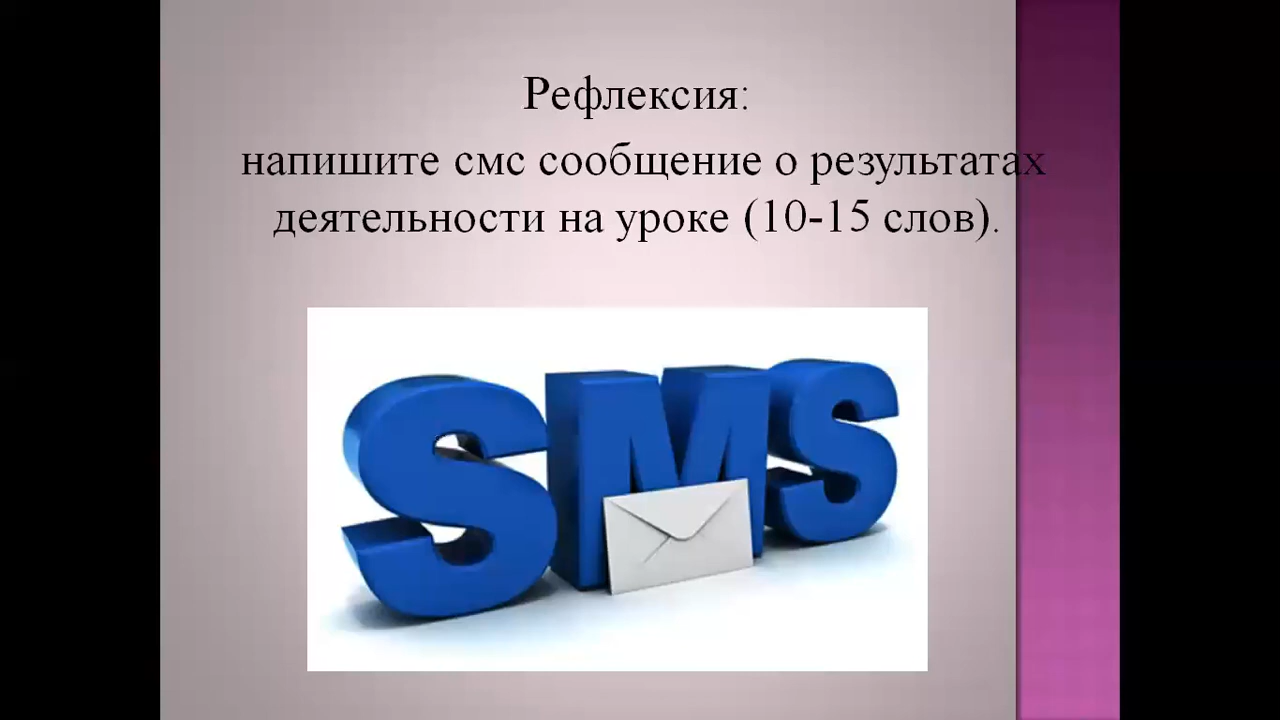 Рефлексия:
напишите смс сообщение о результатах
деятельности на уроке (10-15 слов).
SMS